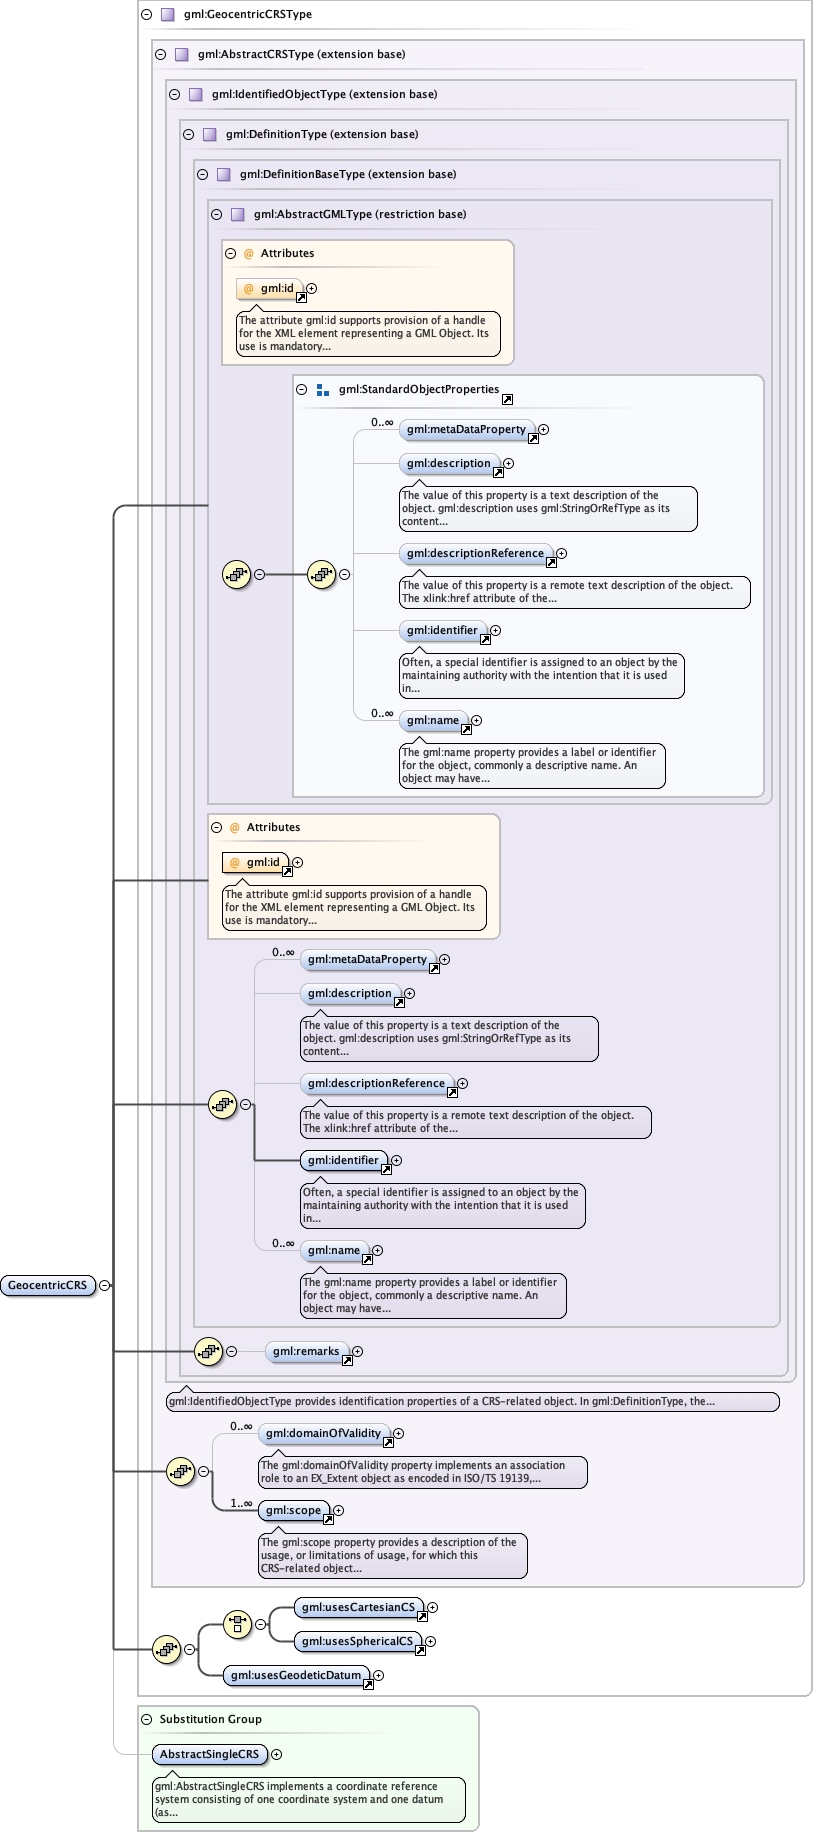 gml:GeocentricCRSType
gml:AbstractCRSType (extension base)
gml:IdentifiedObjectType (extension base)
gml:DefinitionType (extension base)
gml:DefinitionBaseType (extension base)
gml:AbstractGMLType (restriction base)
@ Attributes
@ gml:id
The attribute gml:id supports provision of a handle
for the XML element representing a GML Object. Its
use is mandatory...
gml:StandardObjectProperties
0..∞
gml:metaDataProperty
gml:description
The value of this property is a text description of the
object. gml:description uses gml:StringOrRefType as its
content...
gml:descriptionReference
The value of this property is a remote text description of the object.
The xlink:href attribute of the...
gml:identifier
Often, a special identifier is assigned to an object by the
maintaining authority with the intention that it is used
in...
0..∞
gml:name
The gml:name property provides a label or identifier
for the object, commonly a descriptive name. An
object may have...
@ Attributes
@ gml:id
The attribute gml:id supports provision of a handle
for the XML element representing a GML Object. Its
use is mandatory...
0..∞
gml:metaDataProperty
gml:description
The value of this property is a text description of the
object. gml:description uses gml:StringOrRefType as its
content...
gml:descriptionReference
The value of this property is a remote text description of the object.
The xlink:href attribute of the...
gml:identifier
Often, a special identifier is assigned to an object by the
maintaining authority with the intention that it is used
in...
0..∞
gml:name
The gml:name property provides a label or identifier
for the object, commonly a descriptive name. An
object may have...
GeocentricCRS
gml:remarks
gml:IdentifiedObjectType provides identification properties of a CRS-related object. In gml:DefinitionType, the...
0..∞
gml:domainOfValidity
The gml:domainOfValidity property implements an association
role to an EX_Extent object as encoded in ISO/TS 19139,...
1..∞
gml:scope
The gml:scope property provides a description of the
usage, or limitations of usage, for which this
CRS-related object...
gml:usesCartesianCS
gml:usesSphericalCS
gml:usesGeodeticDatum
Substitution Group
AbstractSingleCRS
gml:AbstractSingleCRS implements a coordinate reference
system consisting of one coordinate system and one datum
(as...